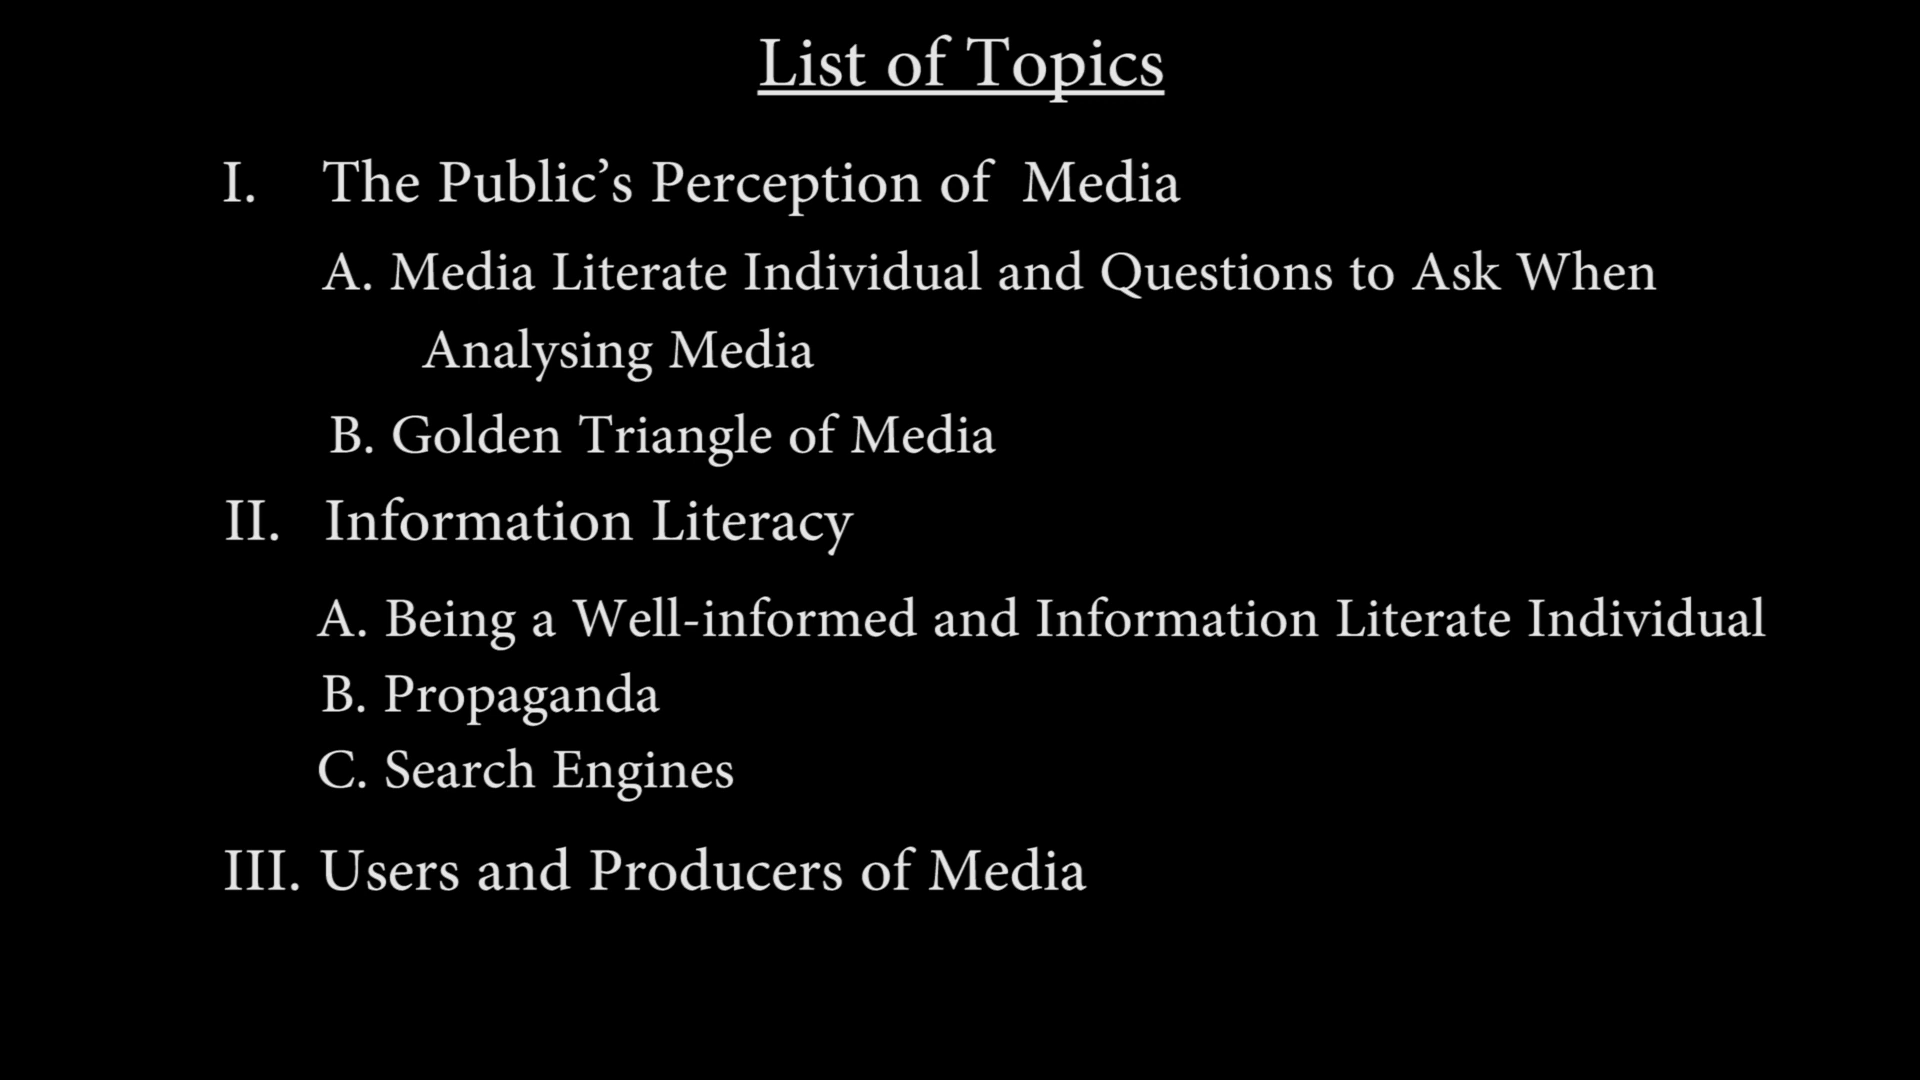 List of Topics
I. The Public’s Perception of Media
A. Media Literate Individual and Questions to Ask When
Analysing Media
B. Golden Triangle of Media
II. Information Literacy
A. Being a Well-informed and Information Literate Individual
B. Propaganda
C. Search Engines
III. Users and Producers of Media